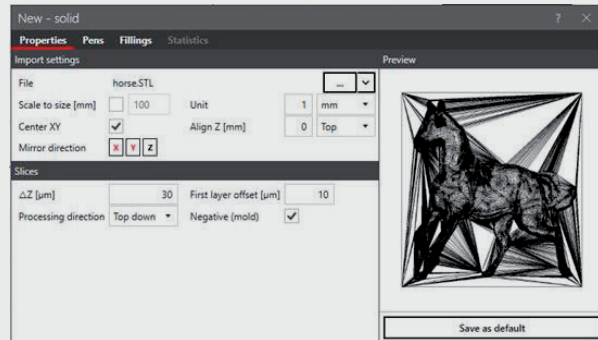 New - solid ? ×
Properties Pens Fillings Statistics
Import settings
Preview
File horse.STL ...
Scale to size [mm] 100 Unit 1 mm
Center XY Align Z [mm] 0 Top
Mirror direction X Y Z
Slices
△Z [μm] 30 First layer offset [μm] 10
Processing direction Top down Negative (mold)
Save as default